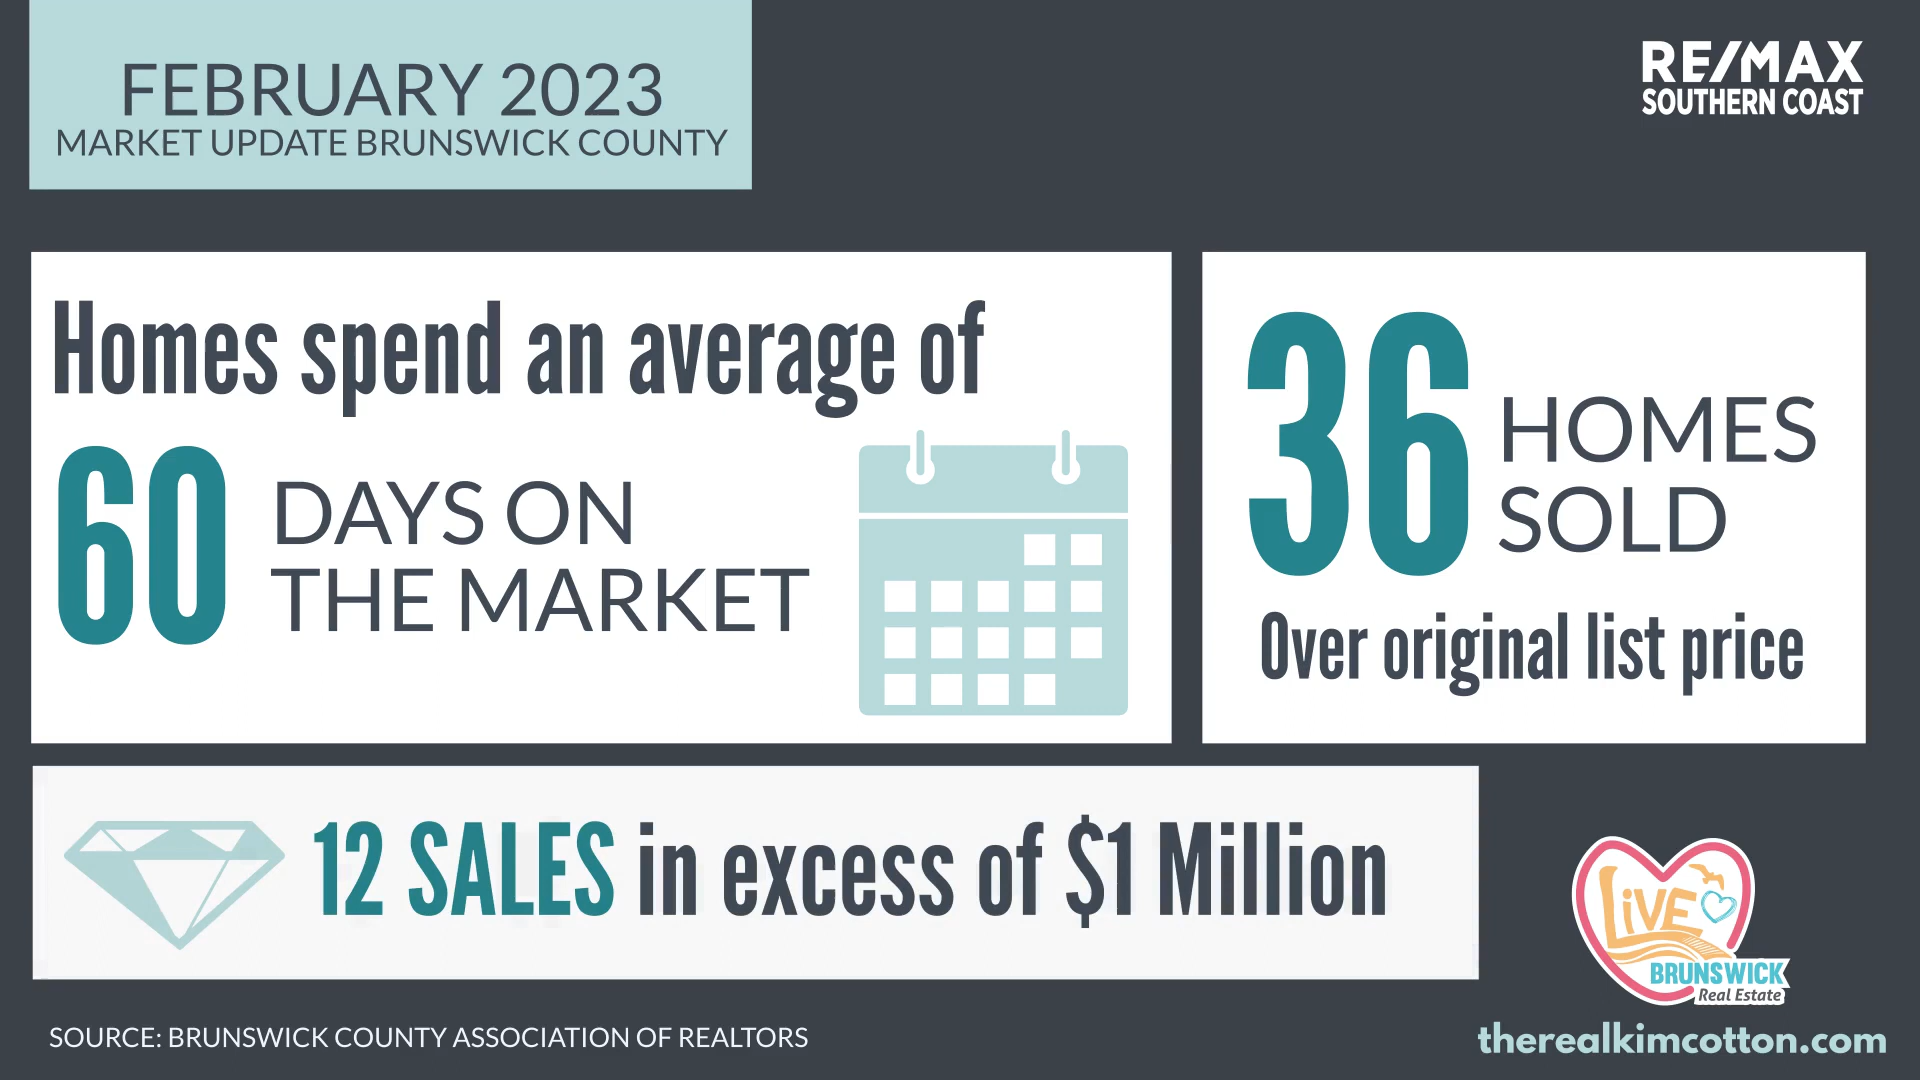 FEBRUARY 2023
MARKET UPDATE BRUNSWICK COUNTY
RE/MAX
SOUTHERN COAST
Homes spend an average of
60 DAYS ON
THE MARKET
36 HOMES
SOLD
Over original list price
12 SALES in excess of $1 Million
LiVE
BRUNSWICK
Real Estate
SOURCE: BRUNSWICK COUNTY ASSOCIATION OF REALTORS
therealkimcotton.com